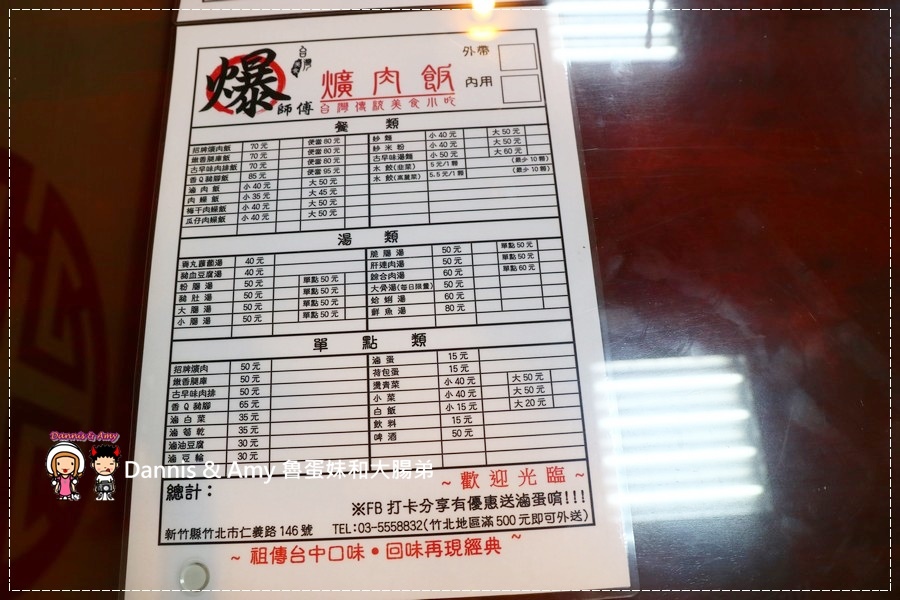 爆
台灣
師傅
爌肉飯
台灣傳統美食小吃
外帶
內用
餐 類
招牌爌肉飯 70元 便當80元
嫩香腿庫飯 70元 便當80元
古早味肉排飯 70元 便當80元
香Q豬腳飯 85元 便當95元
滷肉飯 小40元 大50元
肉燥飯 小35元 大45元
梅干肉燥飯 小40元 大50元
瓜仔肉燥飯 小40元 大50元
炒麵 小40元 大50元
炒米粉 小40元 大50元
古早味湯麵 小50元 大60元
水餃(韭菜) 5元/1顆 (最少10顆)
水餃(高麗菜) 5.5元/1顆 (最少10顆)
湯 類
貢丸蘿蔔湯 40元
豬血豆腐湯 40元
粉腸湯 50元 單點50元
豬肚湯 50元 單點50元
大腸湯 50元 單點50元
小腸湯 50元 單點50元
脆腸湯 50元 單點50元
肝連肉湯 50元 單點50元
綜合肉湯 60元 單點60元
大骨湯(每日限量) 50元
蛤蜊湯 60元
鮮魚湯 80元
單 點 類
招牌爌肉 50元
嫩香腿庫 50元
古早味肉排 50元
香Q豬腳 65元
滷白菜 35元
滷筍乾 35元
滷油豆腐 30元
滷豆輪 30元
滷蛋 15元
荷包蛋 15元
燙青菜 小40元 大50元
小菜 小40元 大50元
白飯 小15元 大20元
飲料 15元
啤酒 50元
總計：
~ 歡迎光臨 ~
※FB 打卡分享有優惠送滷蛋唷!!!
新竹縣竹北市仁義路146號 TEL:03-5558832(竹北地區滿500元即可外送)
~ 祖傳台中口味•回味再現經典 ~
Dannis & Amy
Dannis & Amy 魯蛋妹和大腸弟